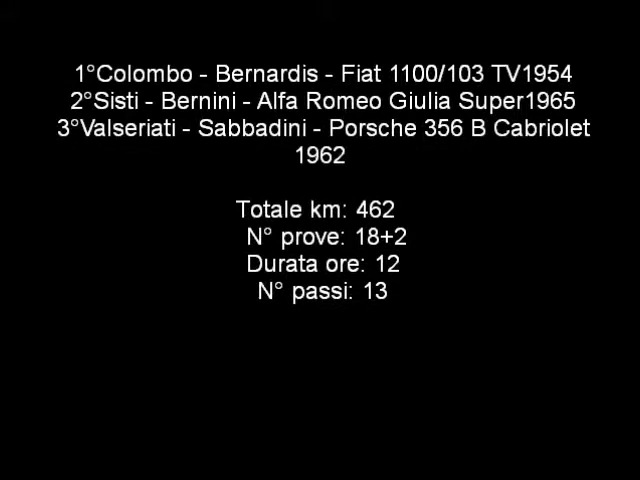 1°Colombo - Bernardis - Fiat 1100/103 TV1954
2°Sisti - Bernini - Alfa Romeo Giulia Super1965
3°Valseriati - Sabbadini - Porsche 356 B Cabriolet
1962
Totale km: 462
N° prove: 18+2
Durata ore: 12
N° passi: 13